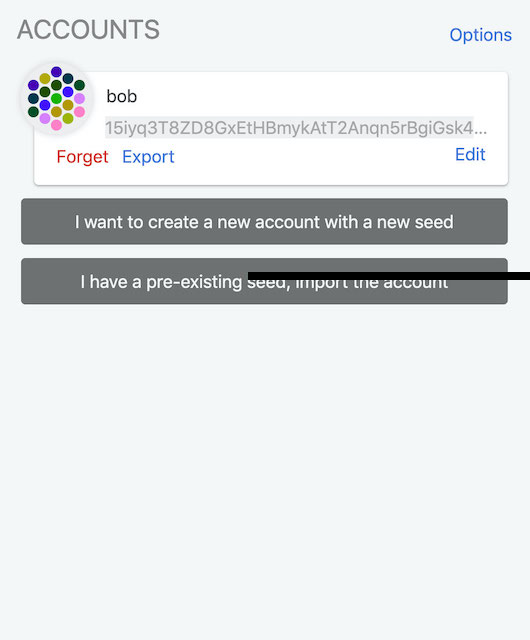 ACCOUNTS
Options
bob
15iyq3T8ZD8GxEtHBmykAtT2Anqn5rBgiGsk4...
Forget Export Edit
I want to create a new account with a new seed
I have a pre-existing seed, import the account